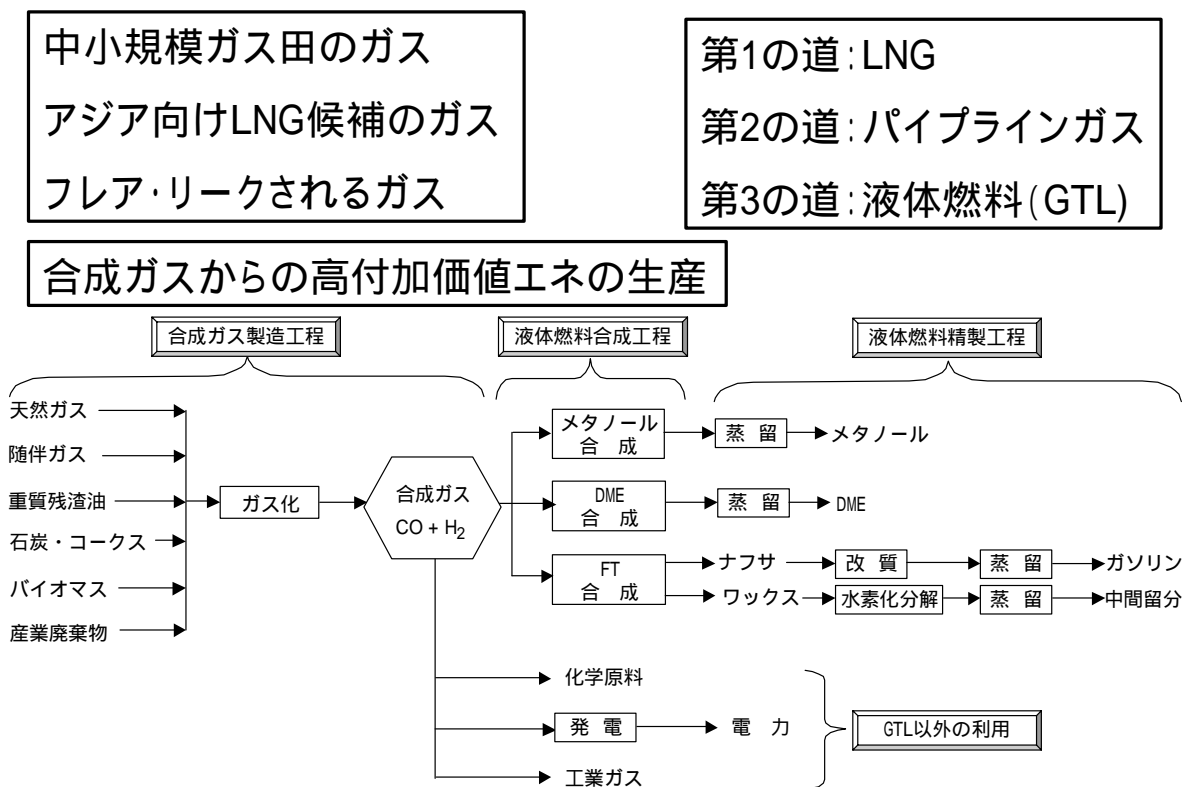 中小規模ガス田のガス
アジア向けLNG候補のガス
フレア・リークされるガス
第1の道:LNG
第2の道:パイプラインガス
第3の道:液体燃料(GTL)
合成ガスからの高付加価値エネの生産
合成ガス製造工程
液体燃料合成工程
液体燃料精製工程
天然ガス
随伴ガス
重質残渣油
石炭・コークス
バイオマス
産業廃棄物
ガス化
合成ガス
CO + H2
メタノール
合 成
蒸 留
メタノール
DME
合 成
蒸 留
DME
FT
合 成
ナフサ
改 質
蒸 留
ガソリン
ワックス
水素化分解
蒸 留
中間留分
化学原料
発 電
電 力
工業ガス
GTL以外の利用